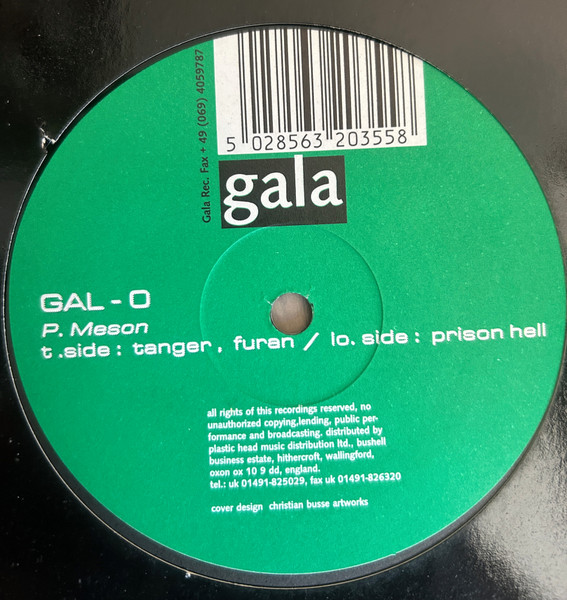 5 028563 203558
Gala Rec. Fax + 49 (069) 4059787
gala
GAL - 0
P. Meson
t .side : tanger , furan / lo. side : prison hell
all rights of this recordings reserved, no
unauthorized copying,lending, public per-
formance and broadcasting. distributed by
plastic head music distribution ltd., bushell
business estate, hithercroft, wallingford,
oxon ox 10 9 dd, england.
tel.: uk 01491-825029, fax uk 01491-826320
cover design christian busse artworks